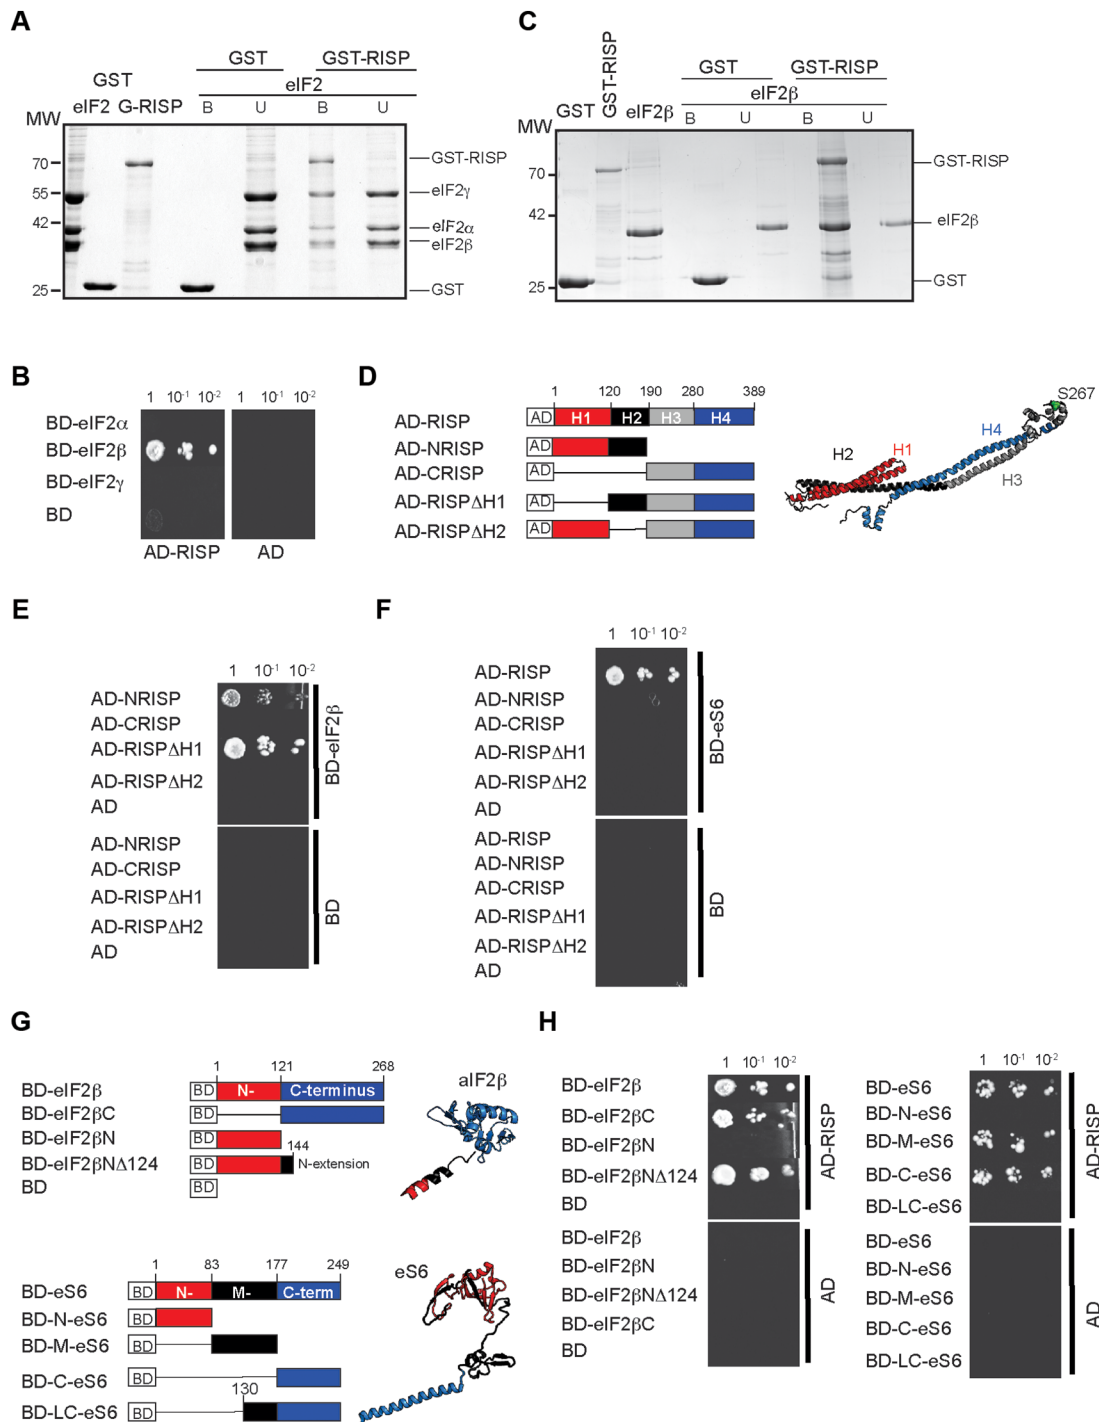 A
GST
GST-RISP
GST
eIF2
eIF2 G-RISP
B U B U
MW
70
55
42
25
GST-RISP
eIF2γ
eIF2α
eIF2β
GST
C
GST-RISP
GST
GST-RISP
eIF2β
GST
eIF2β
B U B U
MW
70
42
25
GST-RISP
eIF2β
GST
B
1 10-1 10-2 1 10-1 10-2
BD-eIF2α
BD-eIF2β
BD-eIF2γ
BD
AD-RISP AD
D
1 120 190 280 389
AD-RISP AD H1 H2 H3 H4
AD-NRISP AD
AD-CRISP AD
AD-RISPΔH1 AD
AD-RISPΔH2 AD
S267
H4
H1
H2
H3
E
1 10-1 10-2
AD-NRISP
AD-CRISP
AD-RISPΔH1
AD-RISPΔH2
AD
BD-eIF2β
AD-NRISP
AD-CRISP
AD-RISPΔH1
AD-RISPΔH2
AD
BD
F
1 10-1 10-2
AD-RISP
AD-NRISP
AD-CRISP
AD-RISPΔH1
AD-RISPΔH2
AD
BD-eS6
AD-RISP
AD-NRISP
AD-CRISP
AD-RISPΔH1
AD-RISPΔH2
AD
BD
G
1 121 268
BD-eIF2β BD N- C-terminus
BD-eIF2βC BD
BD-eIF2βN BD
144
BD-eIF2βNΔ124 BD N-extension
BD BD
aIF2β
1 83 177 249
BD-eS6 BD N- M- C-term
BD-N-eS6 BD
BD-M-eS6 BD
BD-C-eS6 BD
130
BD-LC-eS6 BD
eS6
H
1 10-1 10-2
BD-eIF2β
BD-eIF2βC
BD-eIF2βN
BD-eIF2βNΔ124
BD
AD-RISP
BD-eIF2β
BD-eIF2βN
BD-eIF2βNΔ124
BD-eIF2βC
BD
AD
1 10-1 10-2
BD-eS6
BD-N-eS6
BD-M-eS6
BD-C-eS6
BD-LC-eS6
AD-RISP
BD-eS6
BD-N-eS6
BD-M-eS6
BD-C-eS6
BD-LC-eS6
AD